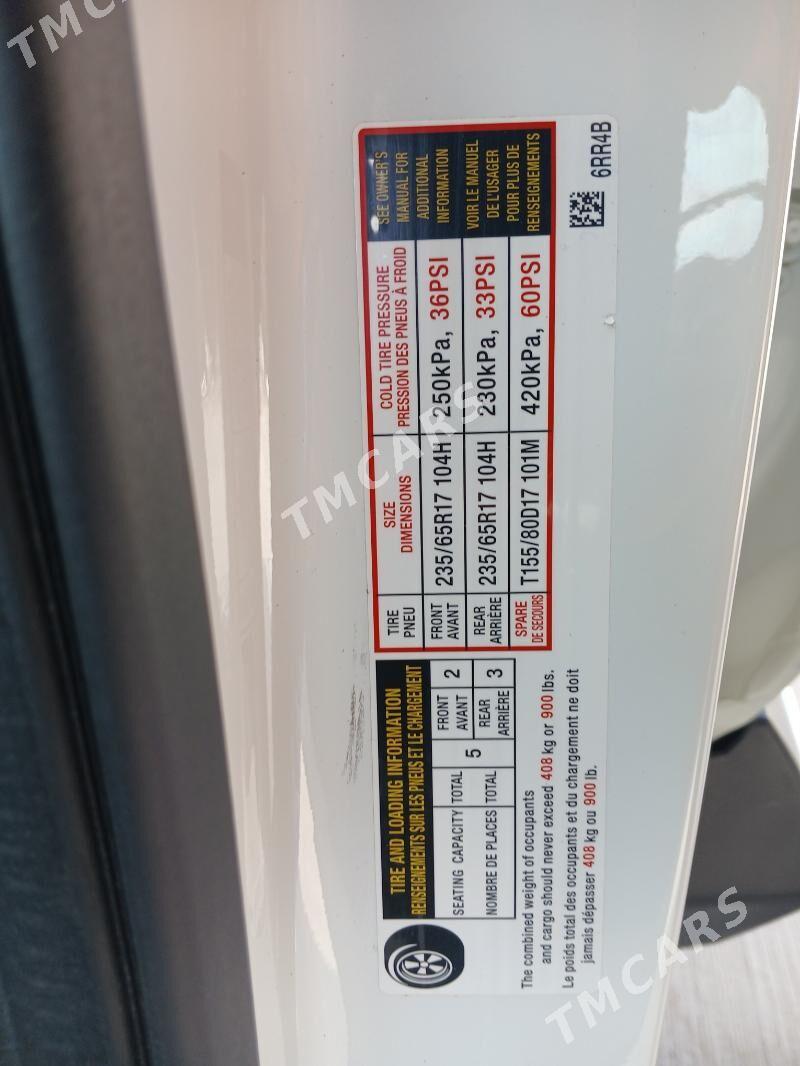 TIRE AND LOADING INFORMATION
RENSEIGNEMENTS SUR LES PNEUS ET LE CHARGEMENT
SEATING CAPACITY TOTAL 5 FRONT AVANT 2
NOMBRE DE PLACES TOTAL REAR ARRIÈRE 3
The combined weight of occupants
and cargo should never exceed 408 kg or 900 lbs.
Le poids total des occupants et du chargement ne doit
jamais dépasser 408 kg ou 900 lb.
TIRE SIZE COLD TIRE PRESSURE
PNEU DIMENSIONS PRESSION DES PNEUS À FROID
FRONT AVANT 235/65R17 104H 250kPa, 36PSI
REAR ARRIÈRE 235/65R17 104H 230kPa, 33PSI
SPARE DE SECOURS T155/80D17 101M 420kPa, 60PSI
SEE OWNER'S
MANUAL FOR
ADDITIONAL
INFORMATION
VOIR LE MANUEL
DE L'USAGER
POUR PLUS DE
RENSEIGNEMENTS
6RR4B
TMCARS
TMCARS
TMCARS